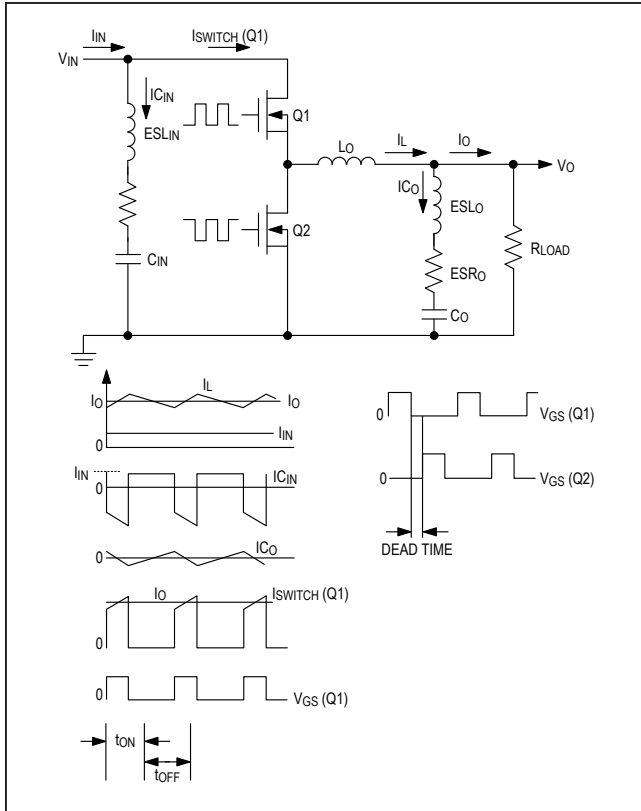 IIN
ISWITCH (Q1)
VIN
ICIN
ESLIN
Q1
LO
IL
IO
VO
ICO
ESLO
Q2
RLOAD
ESRO
CIN
CO
IL
IO
IO
IIN
0
IIN
0
ICIN
0
ICO
IO
ISWITCH (Q1)
0
0
VGS (Q1)
tON
tOFF
0
VGS (Q1)
0
VGS (Q2)
DEAD TIME